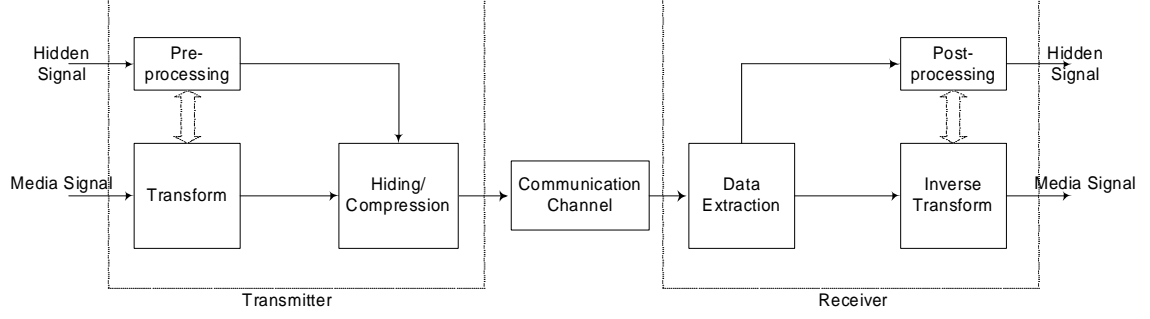 Hidden
Signal
Pre-
processing
Post-
processing
Hidden
Signal
Media Signal
Transform
Hiding/
Compression
Communication
Channel
Data
Extraction
Inverse
Transform
Media Signal
Transmitter
Receiver